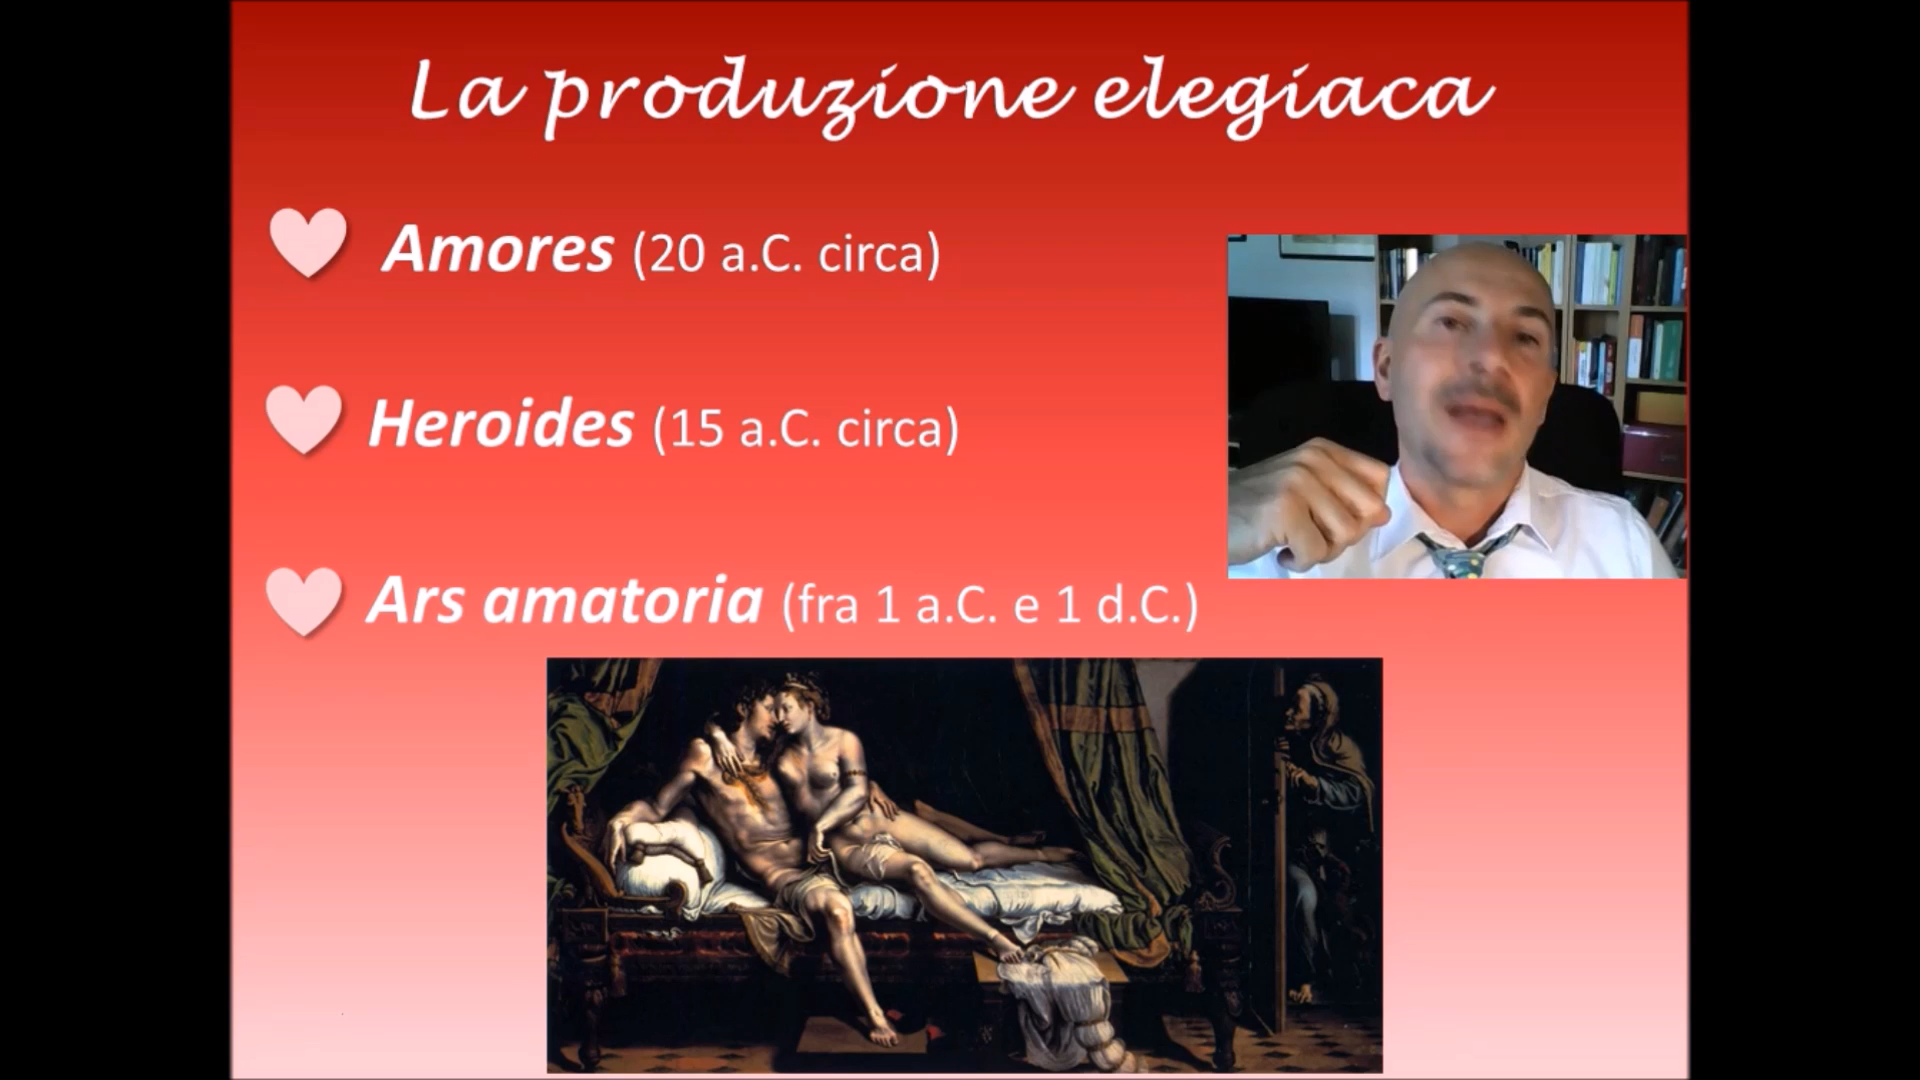 La produzione elegiaca
Amores (20 a.C. circa)
Heroides (15 a.C. circa)
Ars amatoria (fra 1 a.C. e 1 d.C.)